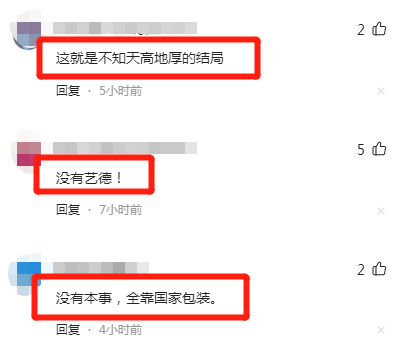 2
这就是不知天高地厚的结局
回复 · 5小时前
×
5
没有艺德！
回复 · 7小时前
×
2
没有本事，全靠国家包装。
回复 · 4小时前
×